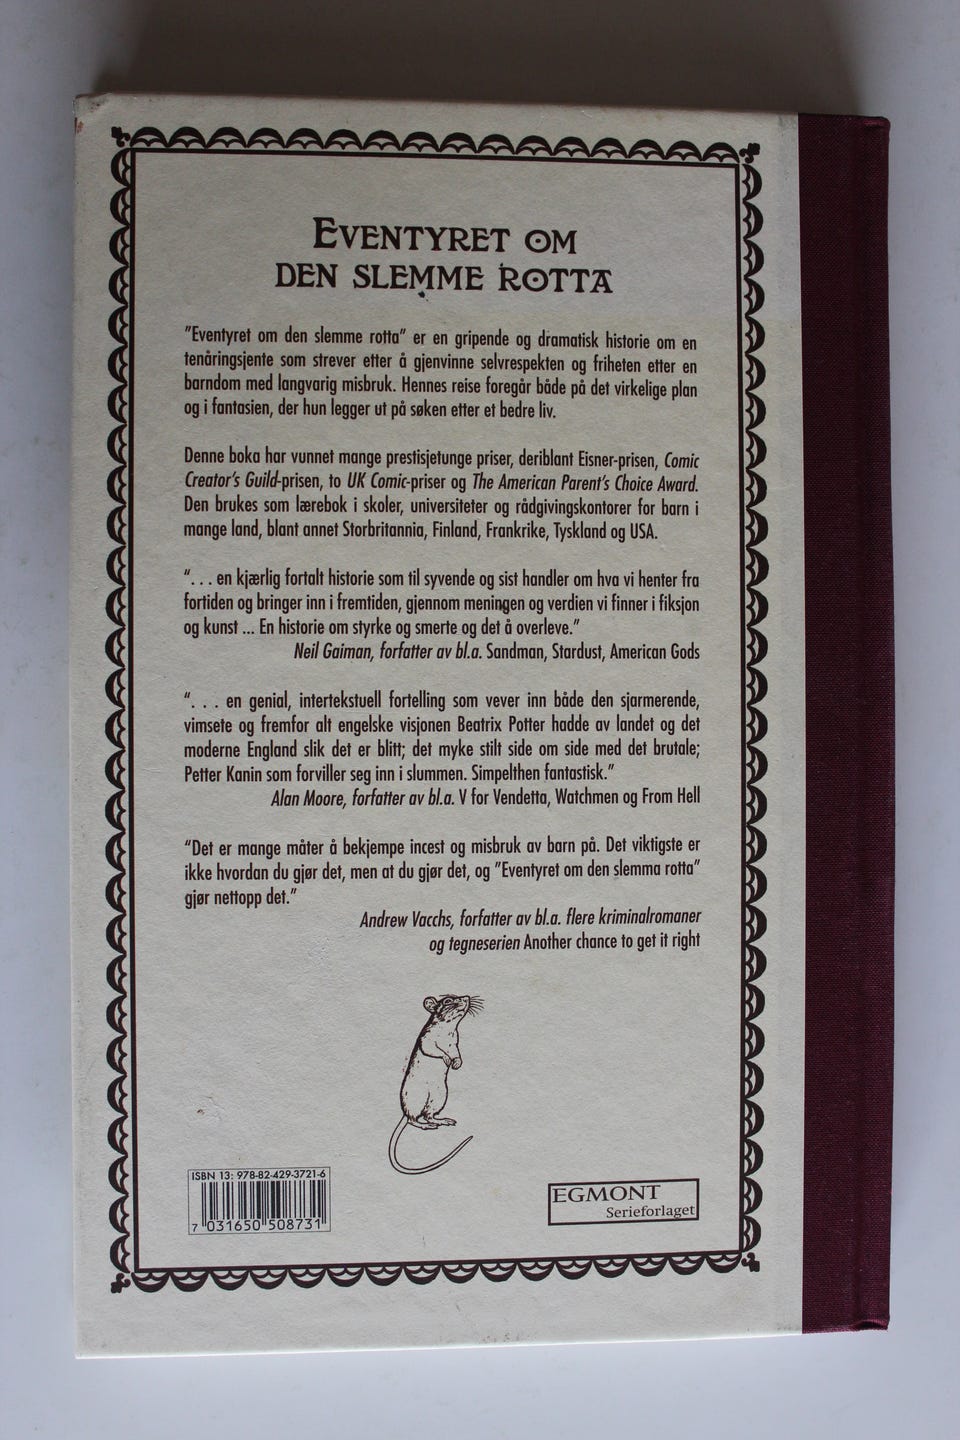 EVENTYRET OM
DEN SLEMME ROTTA
"Eventyret om den slemme rotta" er en gripende og dramatisk historie om en
tenåringsjente som strever etter å gjenvinne selvrespekten og friheten etter en
barndom med langvarig misbruk. Hennes reise foregår både på det virkelige plan
og i fantasien, der hun legger ut på søken etter et bedre liv.
Denne boka har vunnet mange prestisjetunge priser, deriblant Eisner-prisen, Comic
Creator's Guild-prisen, to UK Comic-priser og The American Parent's Choice Award.
Den brukes som lærebok i skoler, universiteter og rådgivingskontorer for barn i
mange land, blant annet Storbritannia, Finland, Frankrike, Tyskland og USA.
"... en kjærlig fortalt historie som til syvende og sist handler om hva vi henter fra
fortiden og bringer inn i fremtiden, gjennom meningen og verdien vi finner i fiksjon
og kunst ... En historie om styrke og smerte og det å overleve."
Neil Gaiman, forfatter av bl.a. Sandman, Stardust, American Gods
". . . en genial, intertekstuell fortelling som vever inn både den sjarmerende,
vimsete og fremfor alt engelske visjonen Beatrix Potter hadde av landet og det
moderne England slik det er blitt; det myke stilt side om side med det brutale;
Petter Kanin som forviller seg inn i slummen. Simpelthen fantastisk."
Alan Moore, forfatter av bl.a. V for Vendetta, Watchmen og From Hell
"Det er mange måter å bekjempe incest og misbruk av barn på. Det viktigste er
ikke hvordan du gjør det, men at du gjør det, og "Eventyret om den slemma rotta"
gjør nettopp det."
Andrew Vacchs, forfatter av bl.a. flere kriminalromaner
og tegneserien Another chance to get it right
ISBN 13: 978-82-429-3721-6
7 031650 508731
EGMONT
Serieforlaget